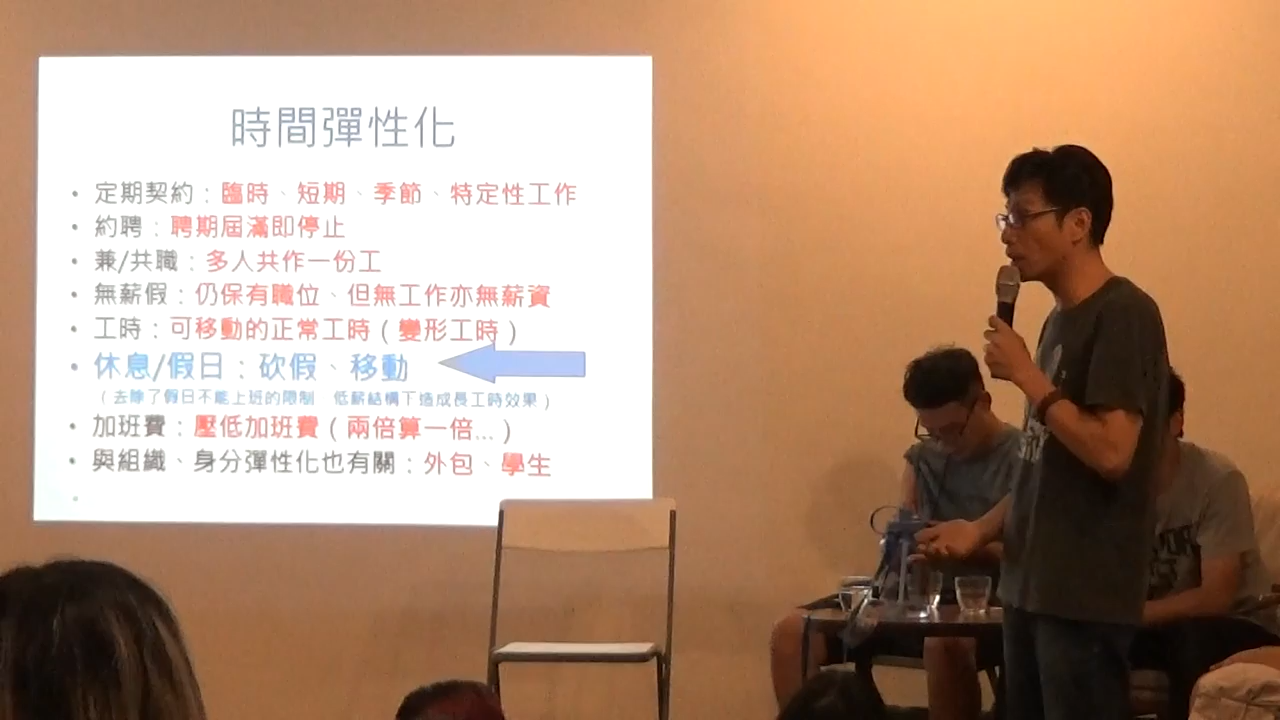 時間彈性化
• 定期契約：臨時、短期、季節、特定性工作
• 約聘：聘期屆滿即停止
• 兼/共職：多人共作一份工
• 無薪假：仍保有職位、但無工作亦無薪資
• 工時：可移動的正常工時（變形工時）
• 休息/假日：砍假、移動
（去除了假日不能上班的限制 低薪結構下造成長工時效果）
• 加班費：壓低加班費（兩倍算一倍...）
• 與組織、身分彈性化也有關：外包、學生